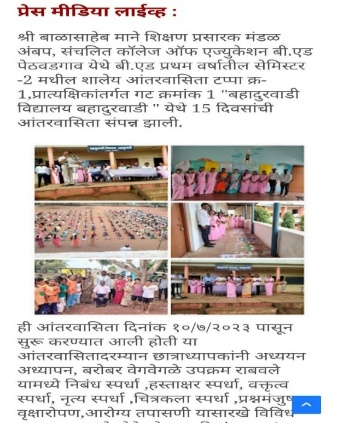 प्रेस मीडिया लाईव्ह :
श्री बाळासाहेब माने शिक्षण प्रसारक मंडळ
अंबप, संचलित कॉलेज ऑफ एज्युकेशन बी.एड
पेठवडगाव येथे बी.एड प्रथम वर्षातील सेमिस्टर
-2 मधील शालेय आंतरवासिता टप्पा क्र-
1,प्रात्यक्षिकांतर्गत गट क्रमांक 1 "बहादुरवाडी
विद्यालय बहादुरवाडी " येथे 15 दिवसांची
आंतरवासिता संपन्न झाली.
ही आंतरवासिता दिनांक १०/७/२०२३ पासून
सुरू करण्यात आली होती या
आंतरवासितादरम्यान छात्राध्यापकांनी अध्ययन
अध्यापन, बरोबर वेगवेगळे उपक्रम राबवले
यामध्ये निबंध स्पर्धा ,हस्ताक्षर स्पर्धा, वक्तृत्व
स्पर्धा, नृत्य स्पर्धा ,चित्रकला स्पर्धा ,प्रश्नमंजुषा
वृक्षारोपण,आरोग्य तपासणी यासारखे विविध